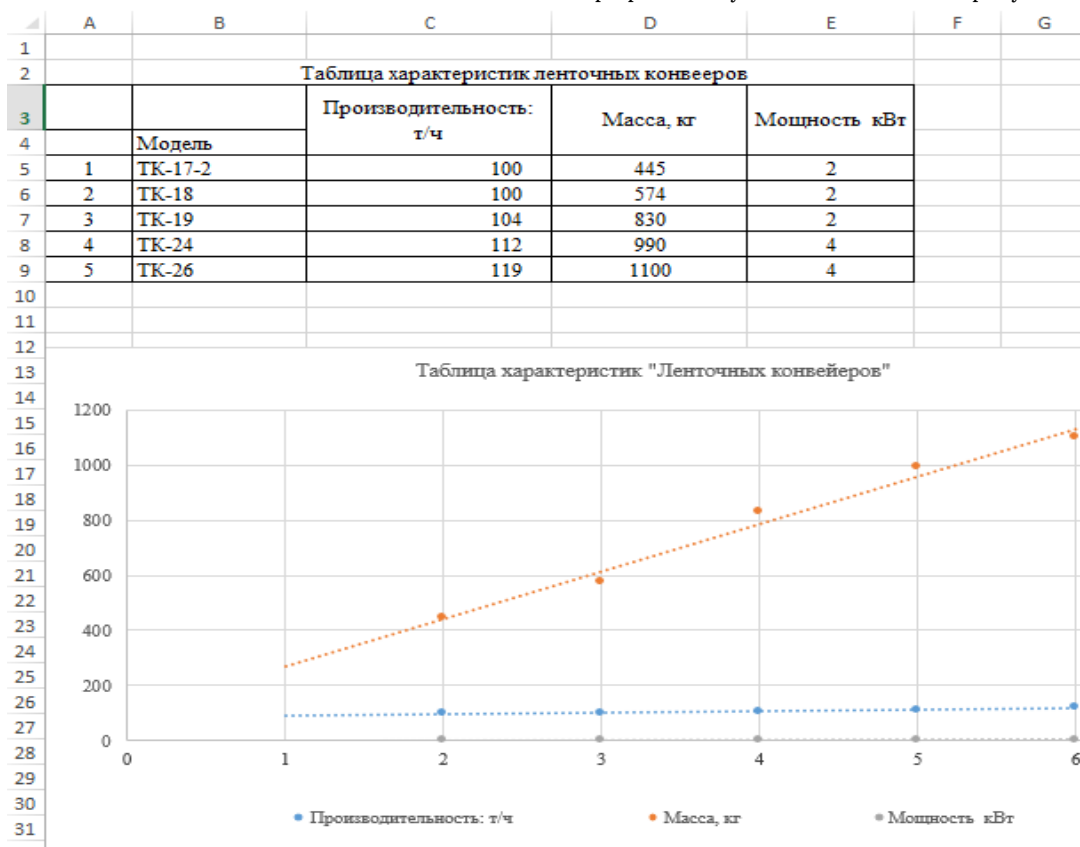 A B C D E F G
1
2 Таблица характеристик ленточных конвееров
3 Производительность: т/ч Масса, кг Мощность кВт
4 Модель
5 1 ТК-17-2 100 445 2
6 2 ТК-18 100 574 2
7 3 ТК-19 104 830 2
8 4 ТК-24 112 990 4
9 5 ТК-26 119 1100 4
10
11
12
13 Таблица характеристик "Ленточных конвейеров"
14
15 1200
16
17 1000
18
19 800
20
21 600
22
23 400
24
25 200
26
27 0
28 0 1 2 3 4 5 6
29
30
31 Производительность: т/ч Масса, кг Мощность кВт